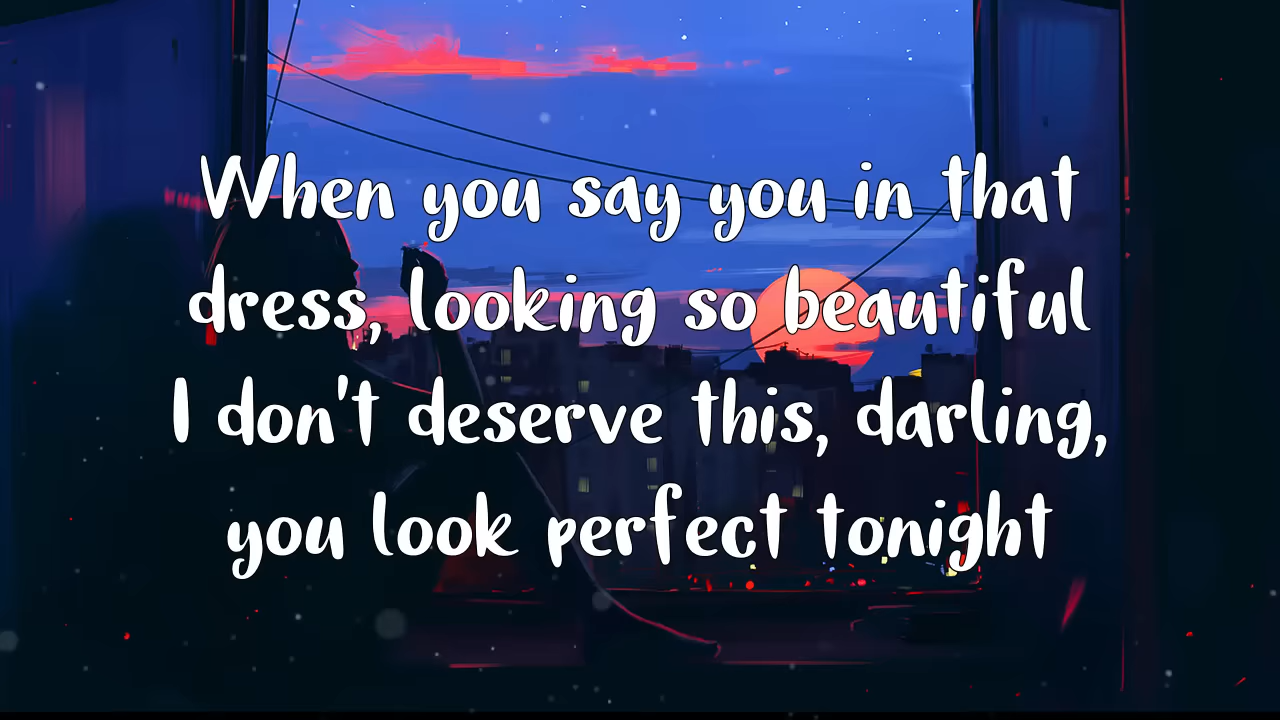 When you say you in that
dress, looking so beautiful
I don't deserve this, darling,
you look perfect tonight